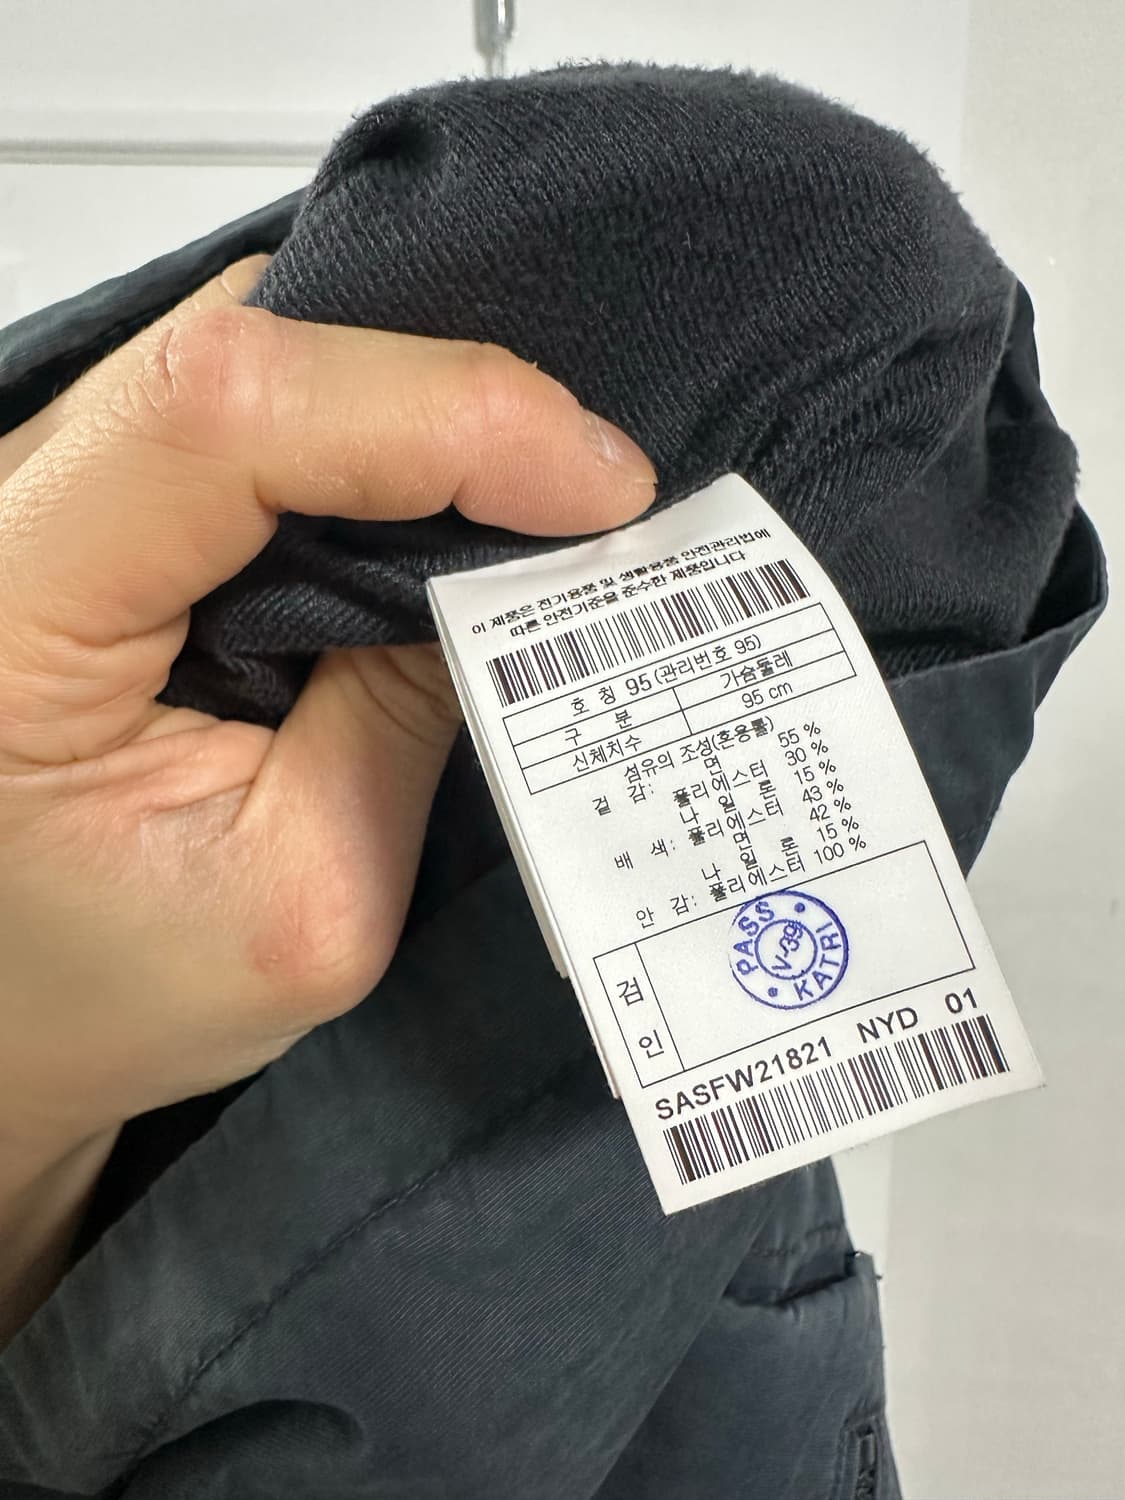 이 제품은 전기용품 및 생활용품 안전관리법에
따른 안전기준을 준수한 제품입니다
호 칭 95 (관리번호 95)
구 분 가슴둘레
신체치수 95 cm
섬유의 조성(혼용률)
겉 감: 면 55 %
폴리에스터 30 %
나 일 론 15 %
배 색: 폴리에스터 43 %
면 42 %
나 일 론 15 %
안 감: 폴리에스터 100 %
검 인
PASS
V-39
KATRI
SASFW21821 NYD 01